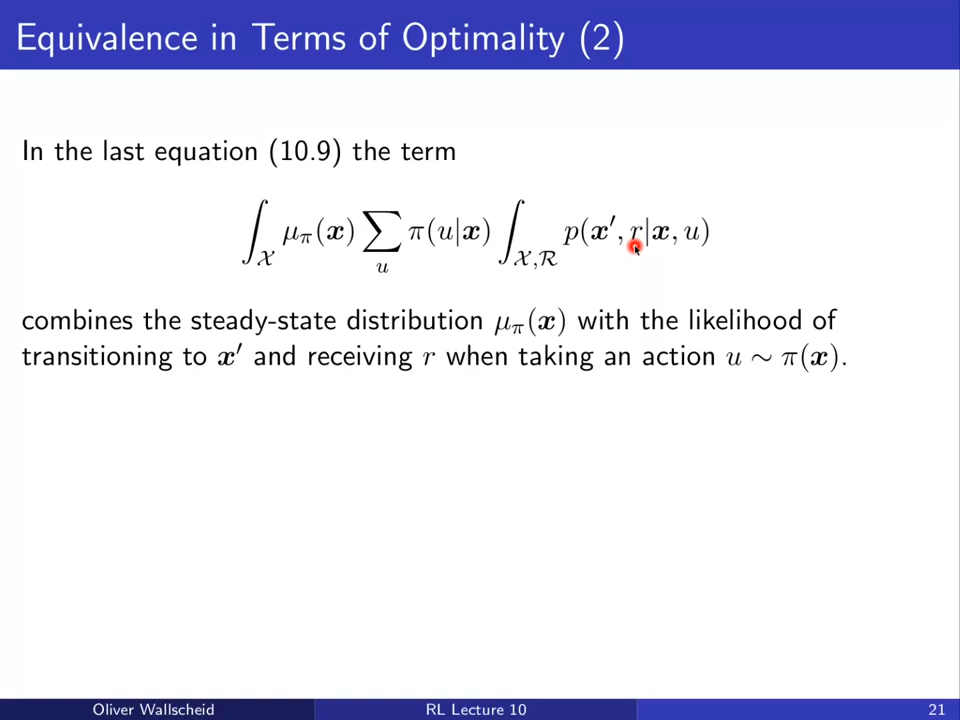 Equivalence in Terms of Optimality (2)
In the last equation (10.9) the term
∫_𝒳 μ_π(𝒙) ∑_u π(u|𝒙) ∫_{𝒳,ℛ} p(𝒙′, r|𝒙, u)
combines the steady-state distribution μ_π(𝒙) with the likelihood of
transitioning to 𝒙′ and receiving r when taking an action u ∼ π(𝒙).
Oliver Wallscheid RL Lecture 10 21